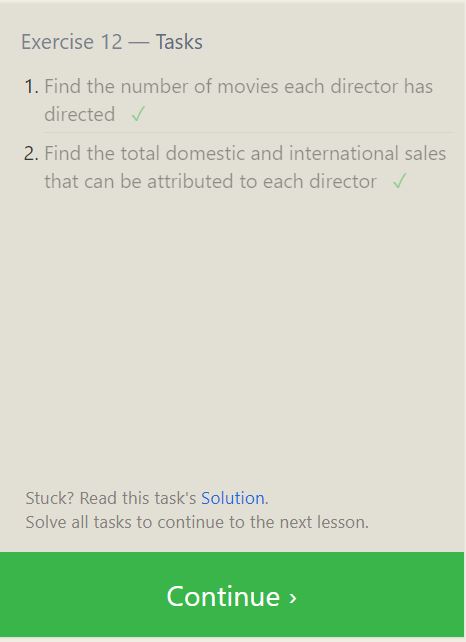 Exercise 12 — Tasks
1. Find the number of movies each director has
directed ✓
2. Find the total domestic and international sales
that can be attributed to each director ✓
Stuck? Read this task's Solution.
Solve all tasks to continue to the next lesson.
Continue ›